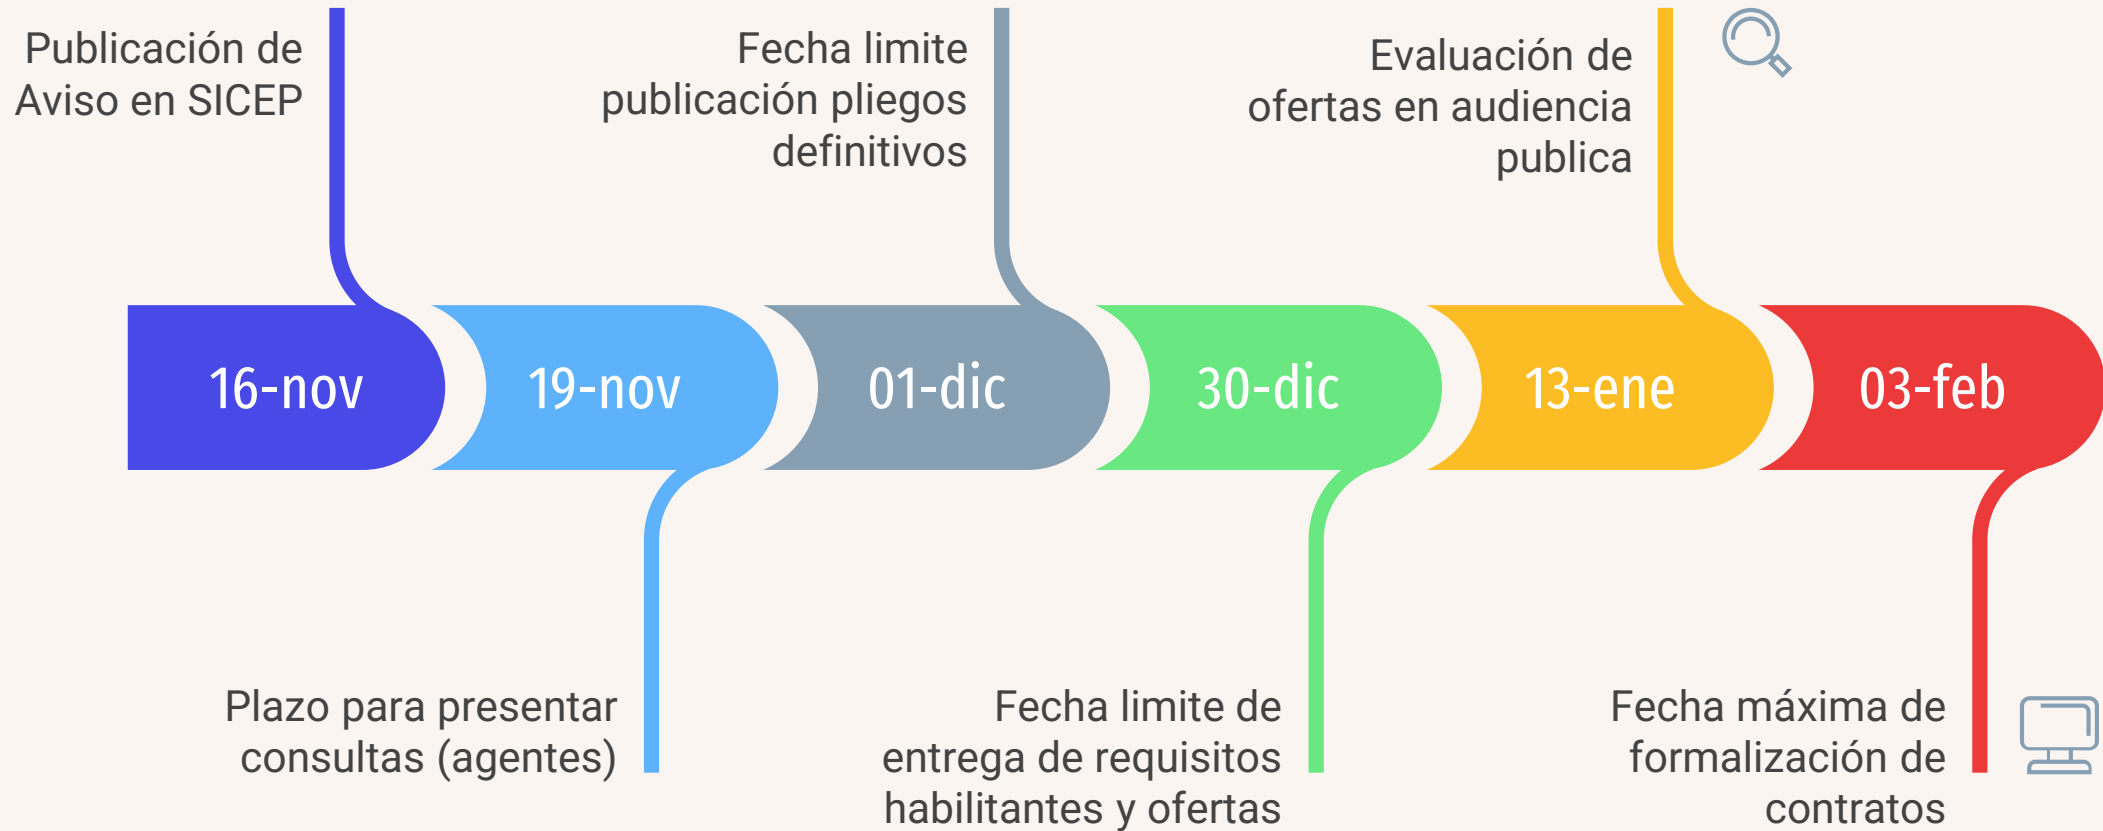 Publicación de
Aviso en SICEP
Fecha limite
publicación pliegos
definitivos
Evaluación de
ofertas en audiencia
publica
16-nov
19-nov
01-dic
30-dic
13-ene
03-feb
Plazo para presentar
consultas (agentes)
Fecha limite de
entrega de requisitos
habilitantes y ofertas
Fecha máxima de
formalización de
contratos